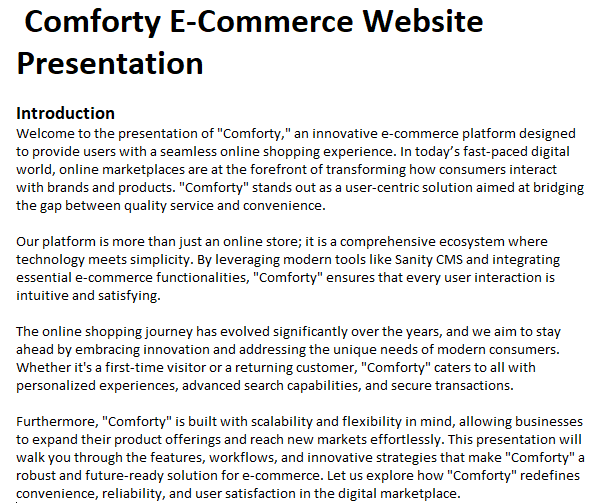 Comforty E-Commerce Website
Presentation
Introduction
Welcome to the presentation of "Comforty," an innovative e-commerce platform designed
to provide users with a seamless online shopping experience. In today’s fast-paced digital
world, online marketplaces are at the forefront of transforming how consumers interact
with brands and products. "Comforty" stands out as a user-centric solution aimed at bridging
the gap between quality service and convenience.
Our platform is more than just an online store; it is a comprehensive ecosystem where
technology meets simplicity. By leveraging modern tools like Sanity CMS and integrating
essential e-commerce functionalities, "Comforty" ensures that every user interaction is
intuitive and satisfying.
The online shopping journey has evolved significantly over the years, and we aim to stay
ahead by embracing innovation and addressing the unique needs of modern consumers.
Whether it's a first-time visitor or a returning customer, "Comforty" caters to all with
personalized experiences, advanced search capabilities, and secure transactions.
Furthermore, "Comforty" is built with scalability and flexibility in mind, allowing businesses
to expand their product offerings and reach new markets effortlessly. This presentation will
walk you through the features, workflows, and innovative strategies that make "Comforty" a
robust and future-ready solution for e-commerce. Let us explore how "Comforty" redefines
convenience, reliability, and user satisfaction in the digital marketplace.